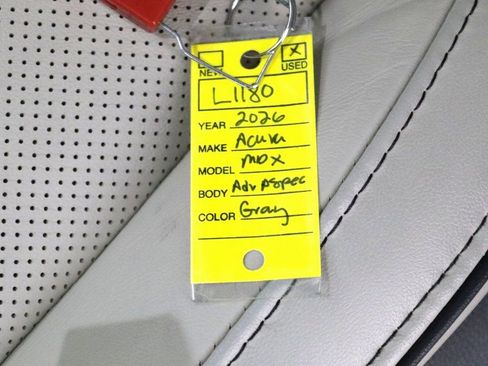 NEW X USED
L1180
YEAR 2026
MAKE Acura
MODEL MDX
BODY Adv Aspec
COLOR Gray